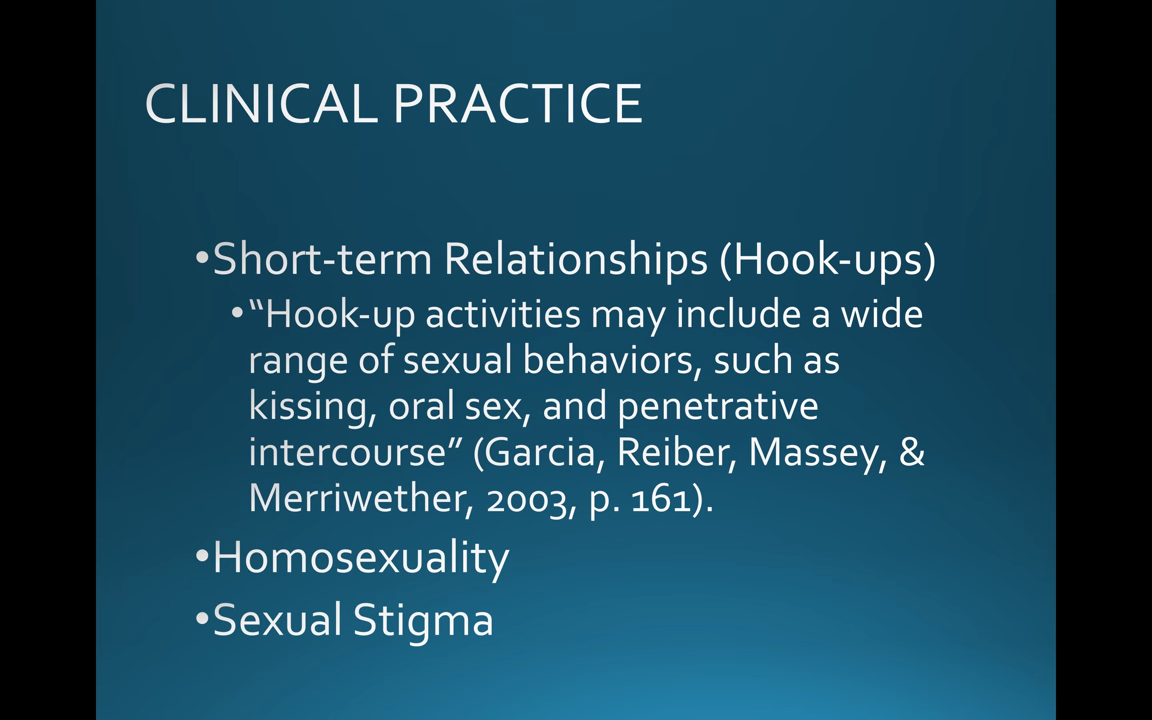 CLINICAL PRACTICE
•Short-term Relationships (Hook-ups)
•“Hook-up activities may include a wide
range of sexual behaviors, such as
kissing, oral sex, and penetrative
intercourse” (Garcia, Reiber, Massey, &
Merriwether, 2003, p. 161).
•Homosexuality
•Sexual Stigma